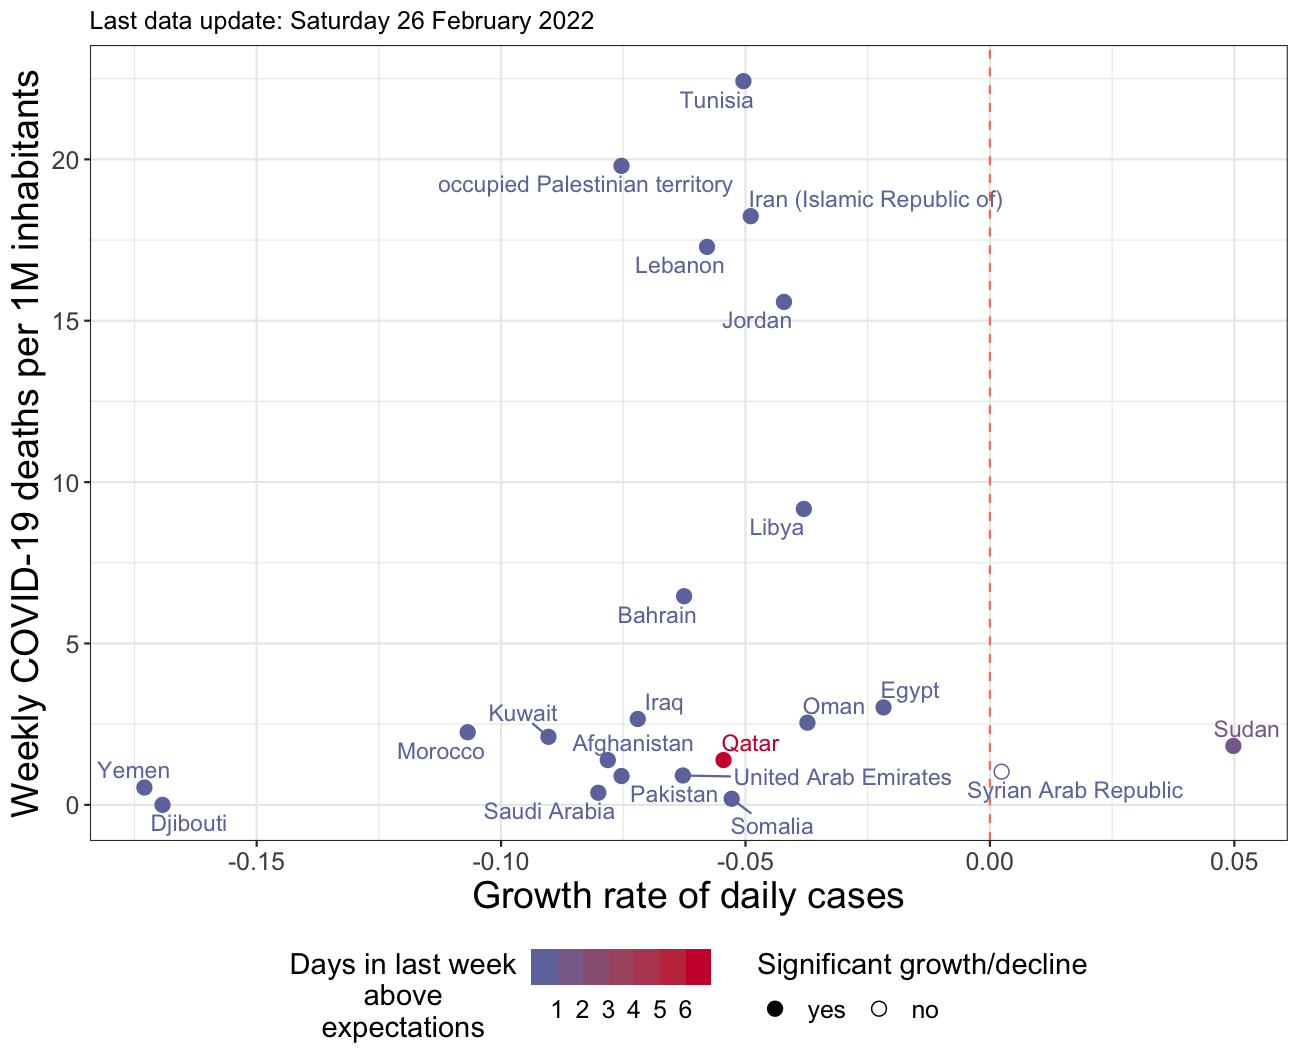 Last data update: Saturday 26 February 2022
Weekly COVID-19 deaths per 1M inhabitants
20
15
10
5
0
Tunisia
occupied Palestinian territory
Iran (Islamic Republic of)
Lebanon
Jordan
Libya
Bahrain
Egypt
Iraq
Oman
Kuwait
Sudan
Afghanistan
Qatar
Morocco
Yemen
United Arab Emirates
Syrian Arab Republic
Pakistan
Saudi Arabia
Djibouti
Somalia
-0.15
-0.10
-0.05
0.00
0.05
Growth rate of daily cases
Days in last week
above
expectations
1 2 3 4 5 6
Significant growth/decline
yes
no